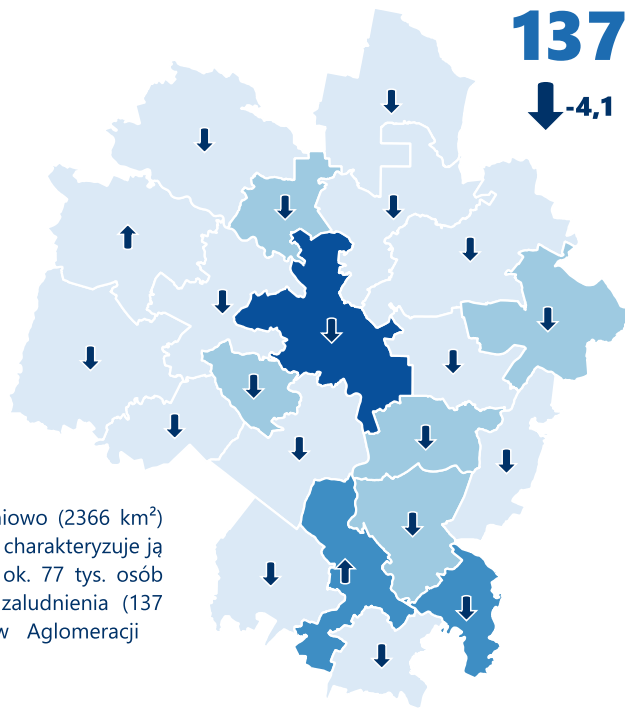 137
-4,1
niowo (2366 km²)
charakteryzuje ją
ok. 77 tys. osób
zaludnienia (137
w Aglomeracji